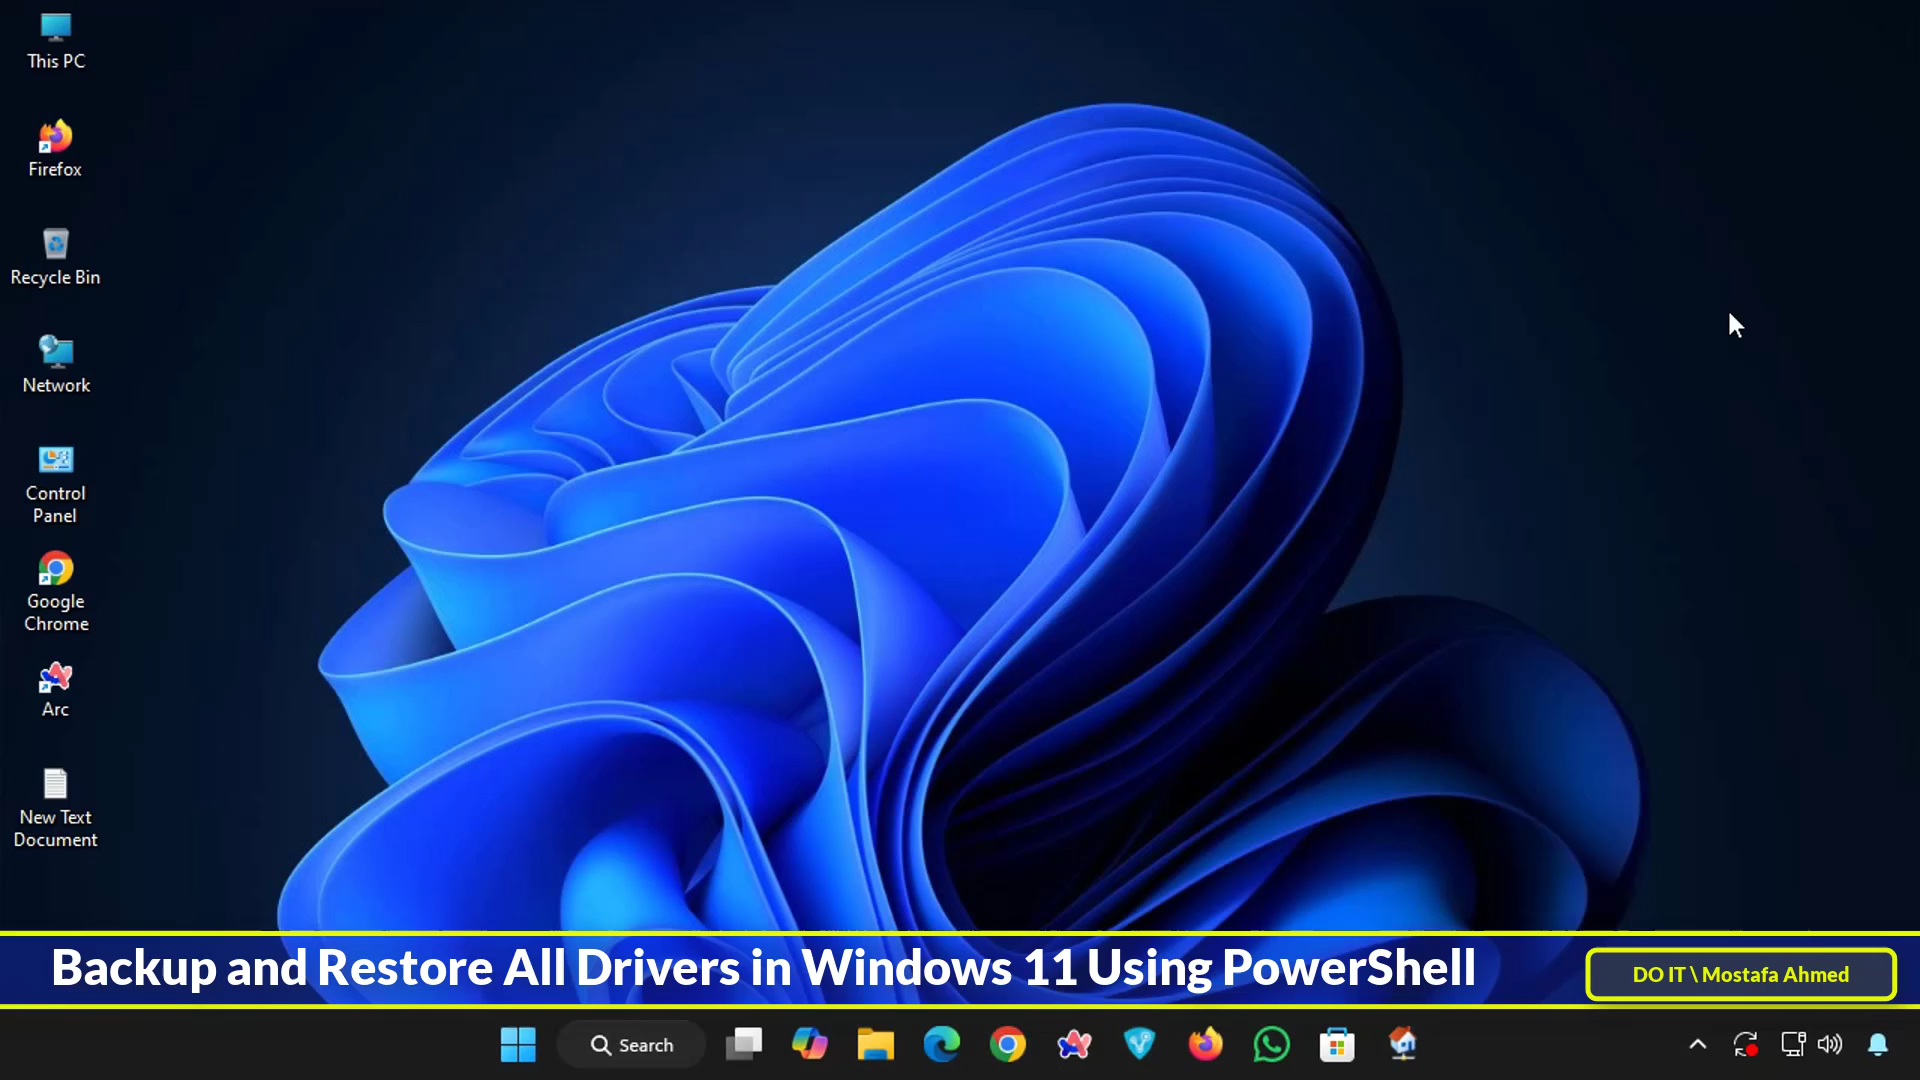 This PC
Firefox
Recycle Bin
Network
Control
Panel
Google
Chrome
Arc
New Text
Document
Backup and Restore All Drivers in Windows 11 Using PowerShell
DO IT \ Mostafa Ahmed
Search